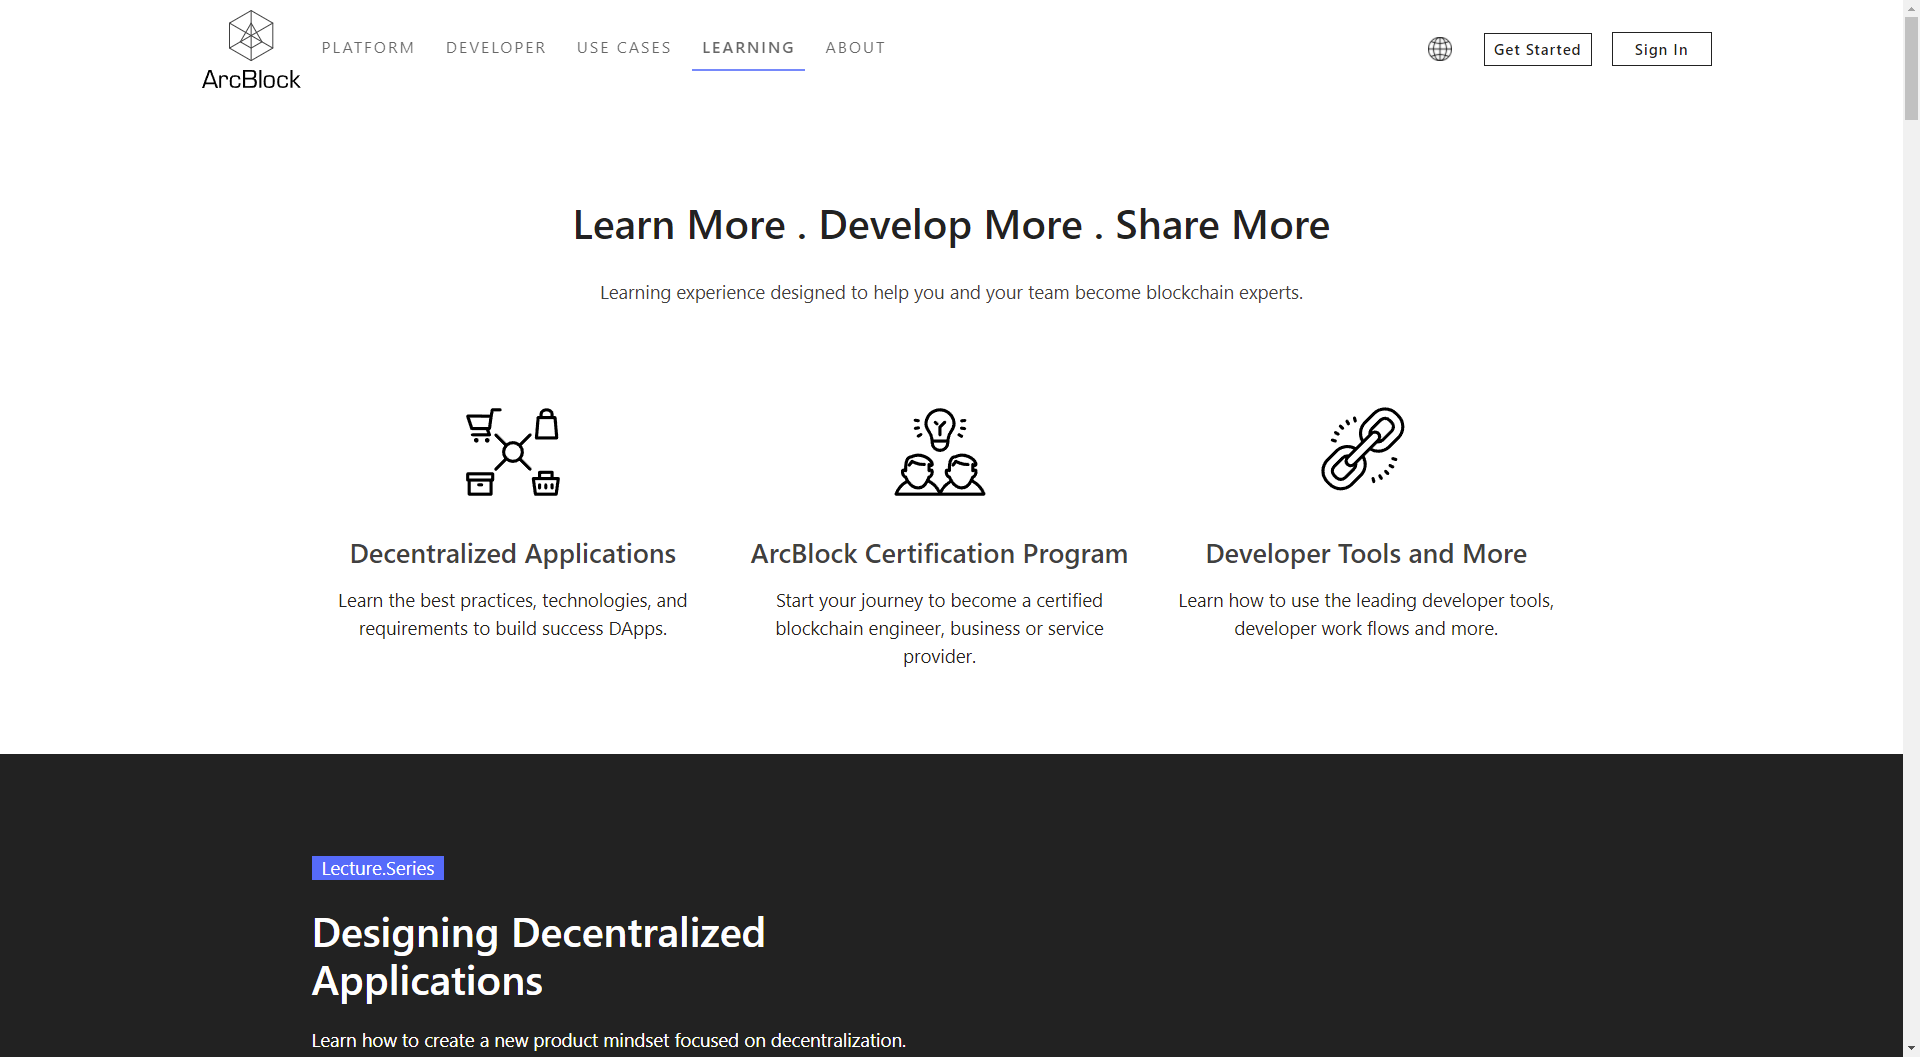 ArcBlock
PLATFORM
DEVELOPER
USE CASES
LEARNING
ABOUT
Get Started
Sign In
Learn More . Develop More . Share More
Learning experience designed to help you and your team become blockchain experts.
Decentralized Applications
Learn the best practices, technologies, and
requirements to build success DApps.
ArcBlock Certification Program
Start your journey to become a certified
blockchain engineer, business or service
provider.
Developer Tools and More
Learn how to use the leading developer tools,
developer work flows and more.
Lecture.Series
Designing Decentralized
Applications
Learn how to create a new product mindset focused on decentralization.